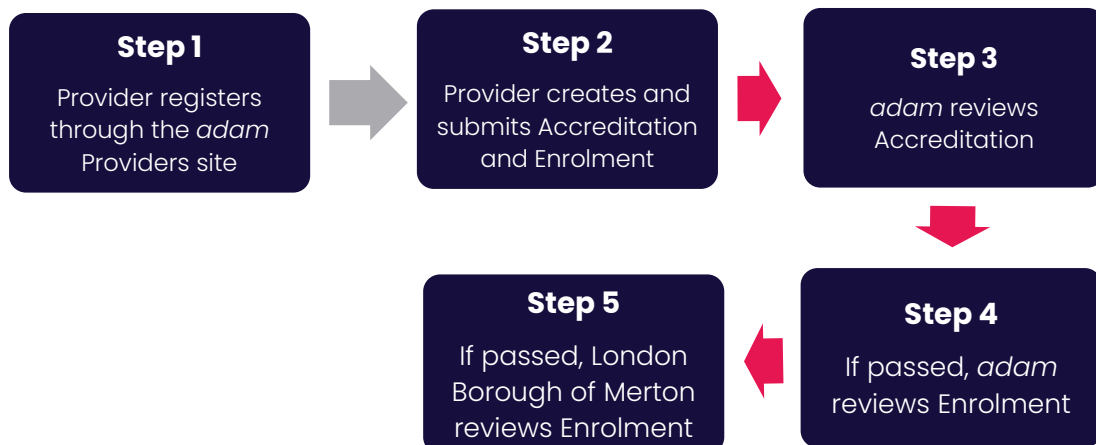 Step 1
Provider registers
through the adam
Providers site
Step 2
Provider creates and
submits Accreditation
and Enrolment
Step 3
adam reviews
Accreditation
Step 4
If passed, adam
reviews Enrolment
Step 5
If passed, London
Borough of Merton
reviews Enrolment